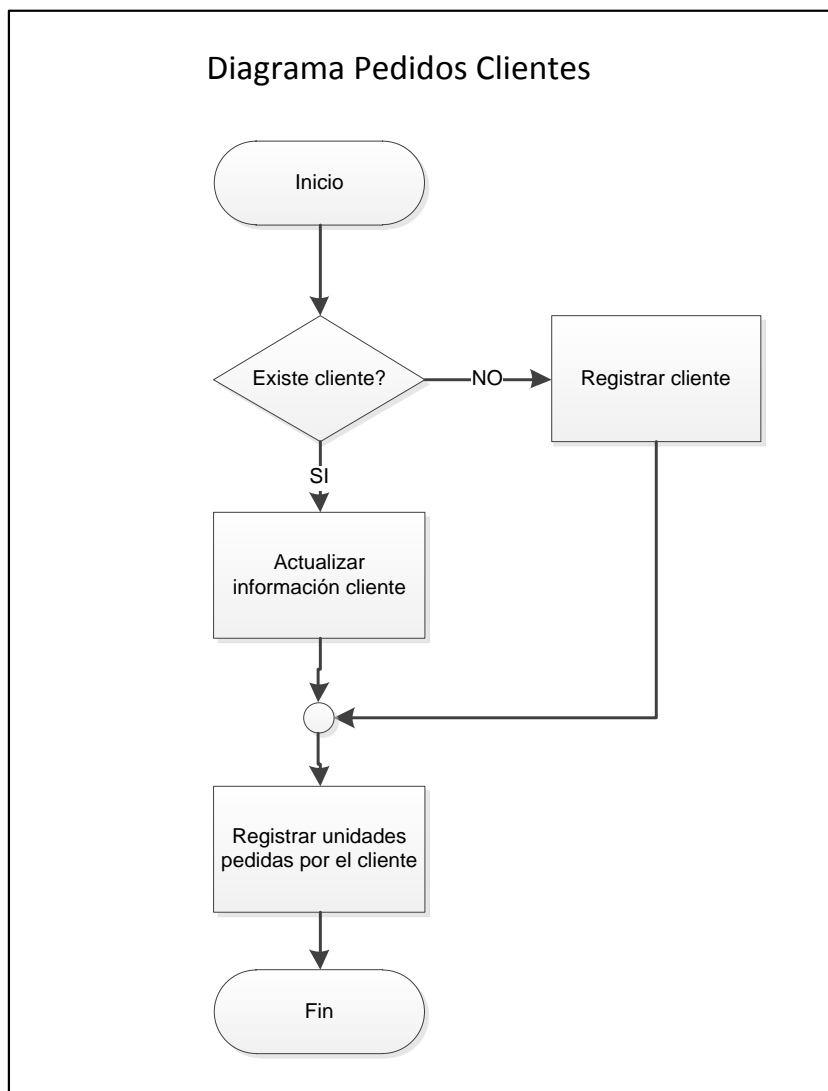 Diagrama Pedidos Clientes
Inicio
Existe cliente?
NO
Registrar cliente
SI
Actualizar
información cliente
Registrar unidades
pedidas por el cliente
Fin